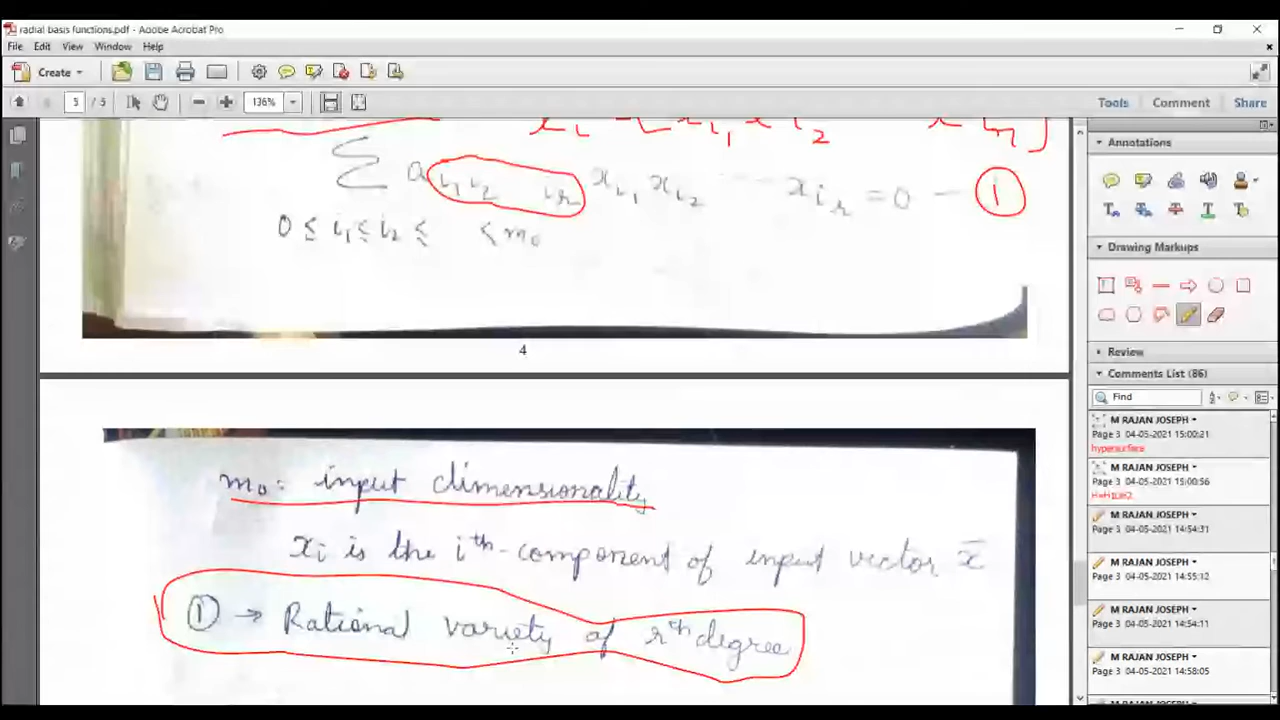 radial basis functions.pdf - Adobe Acrobat Pro
File Edit View Window Help
Create
5 / 5 136% Tools Comment Share
x i = [ x i₁ x i₂ x i r ]
Σ a i₁ i₂ i r x i₁ x i₂ ---- x i r = 0 — ①
0 ≤ i₁ ≤ i₂ ≤ ≤ m₀
4
m₀: input dimensionality
xi is the ith-component of input vector x̄
① → Rational variety of rth degree
Annotations
Drawing Markups
Review
Comments List (86)
Find
M RAJAN JOSEPH
Page 3 04-05-2021 15:00:21
hypersurface
M RAJAN JOSEPH
Page 3 04-05-2021 15:00:56
M RAJAN JOSEPH
Page 3 04-05-2021 14:54:31
M RAJAN JOSEPH
Page 3 04-05-2021 14:55:12
M RAJAN JOSEPH
Page 3 04-05-2021 14:54:11
M RAJAN JOSEPH
Page 3 04-05-2021 14:58:05
M RAJAN JOSEPH